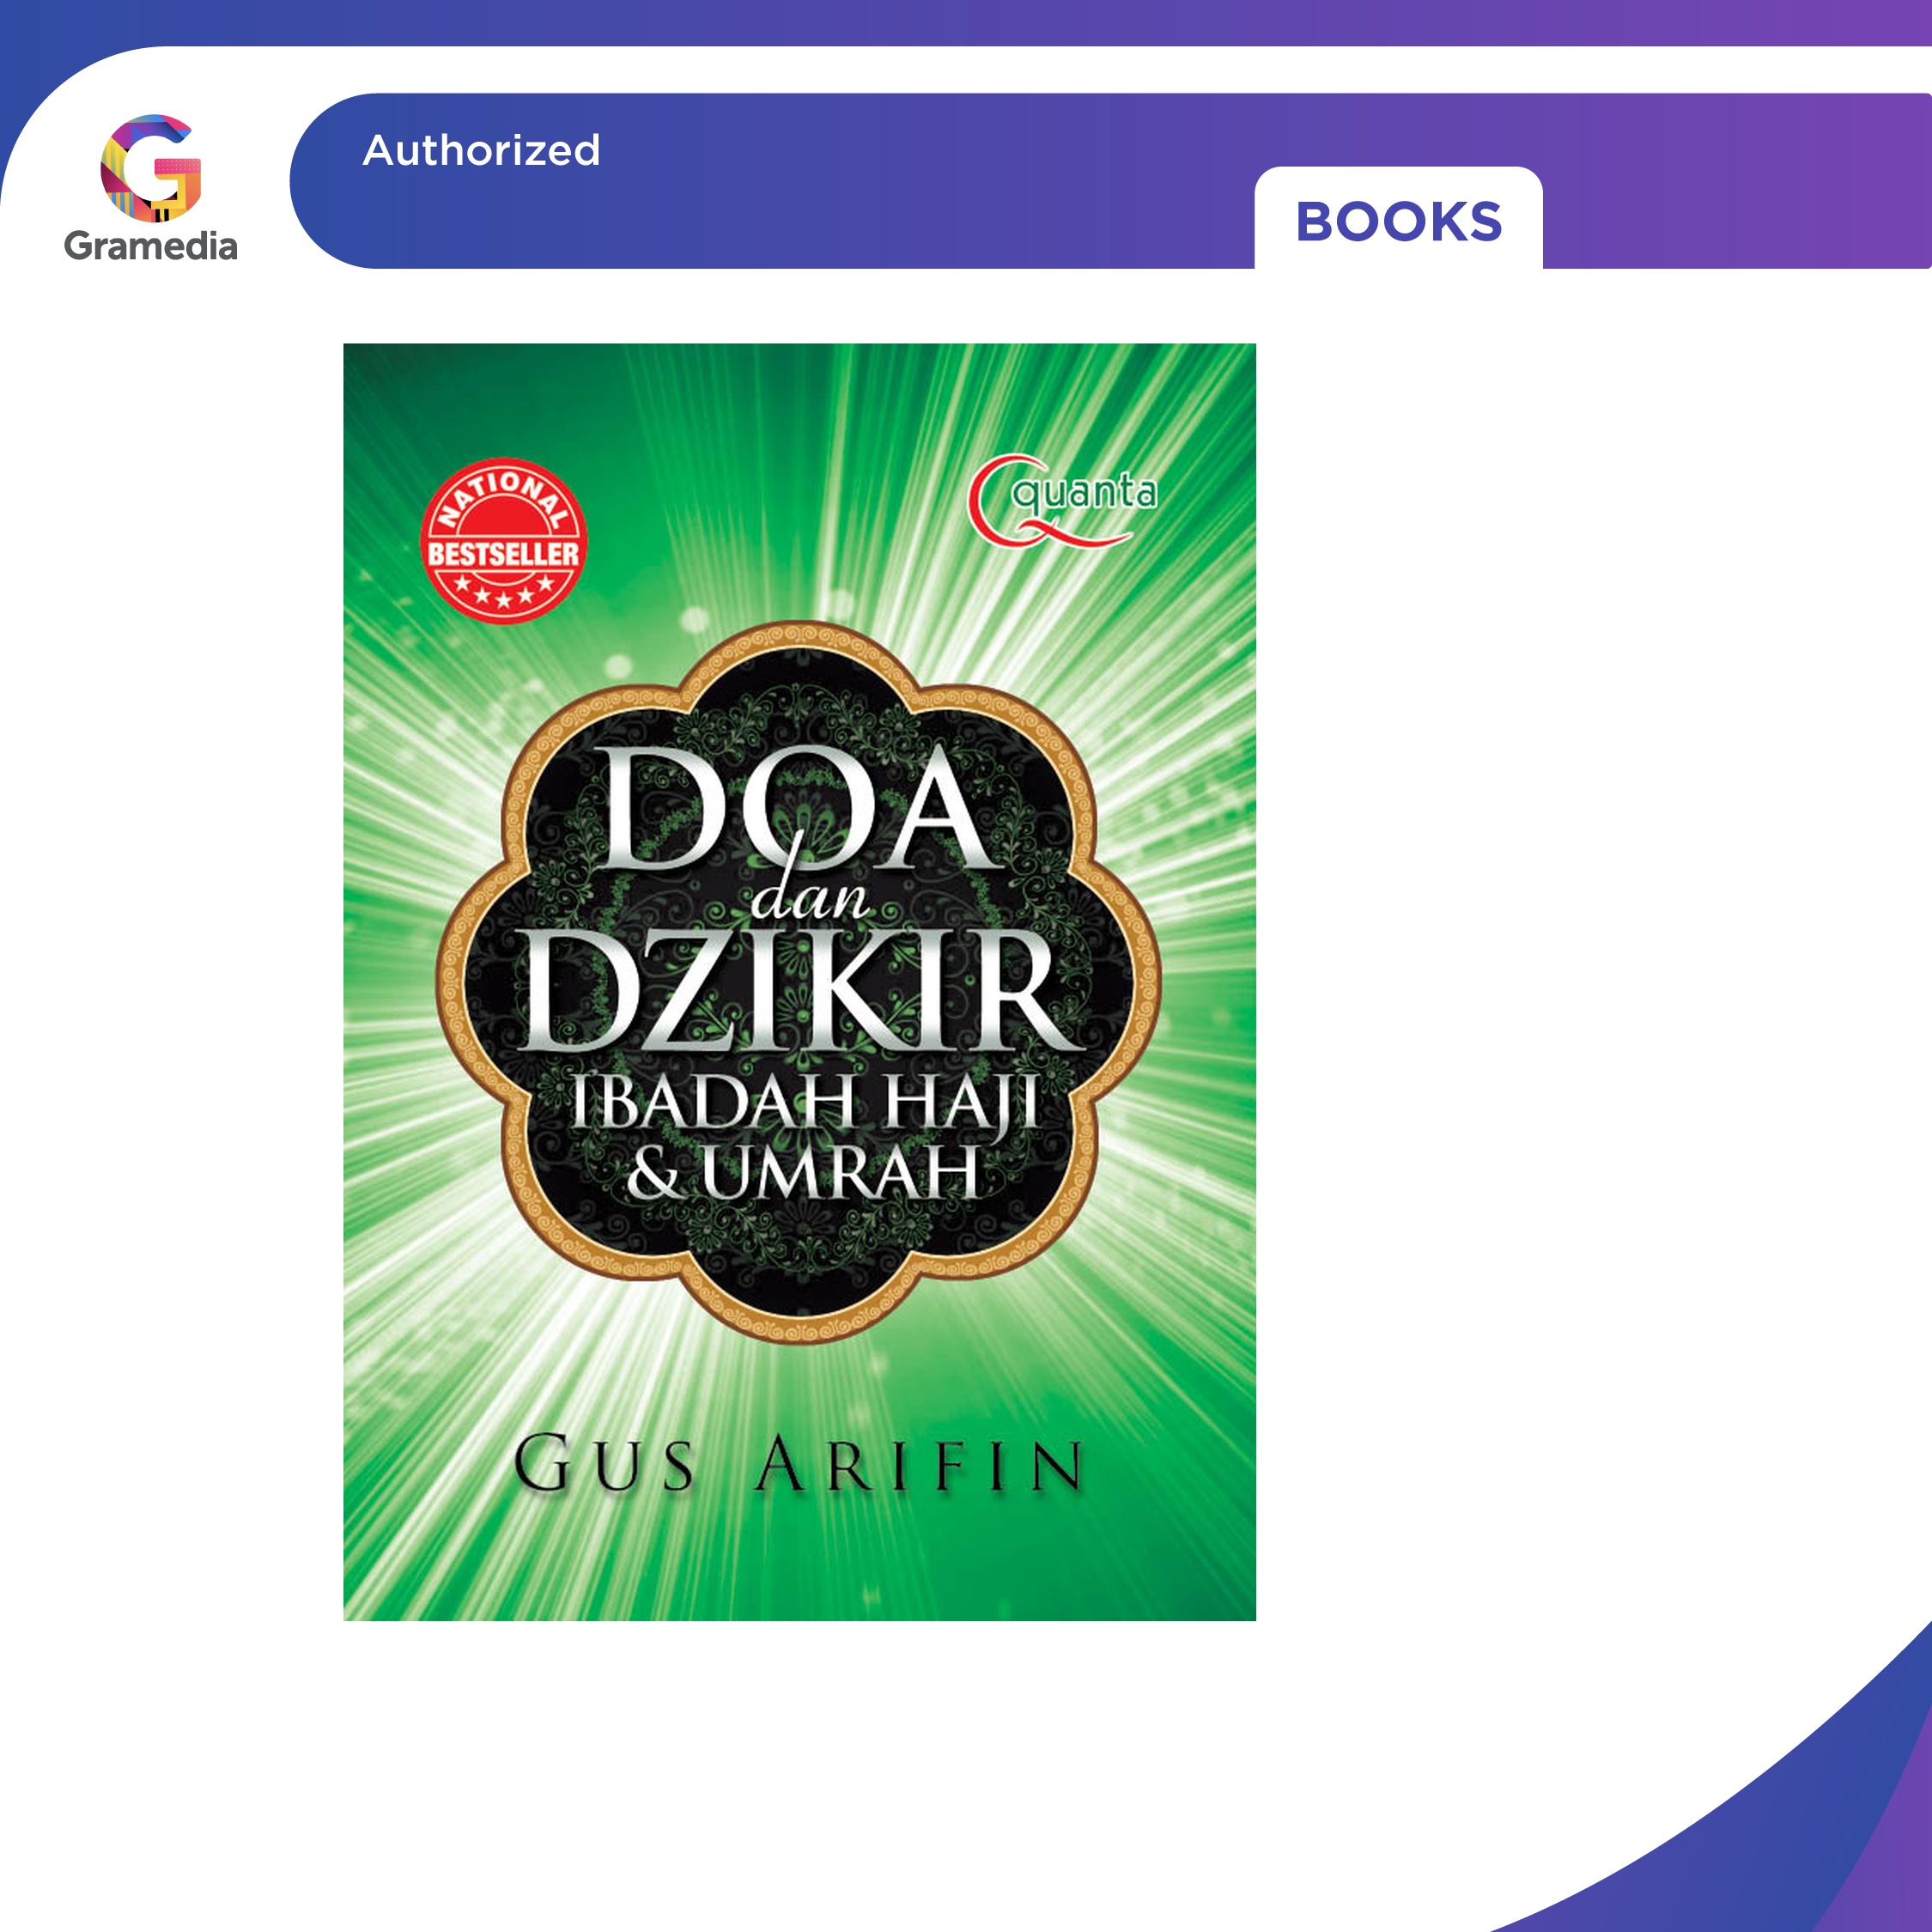 Authorized
Gramedia
BOOKS
NATIONAL
BESTSELLER
quanta
DOA
dan
DZIKIR
IBADAH HAJI
& UMRAH
GUS ARIFIN